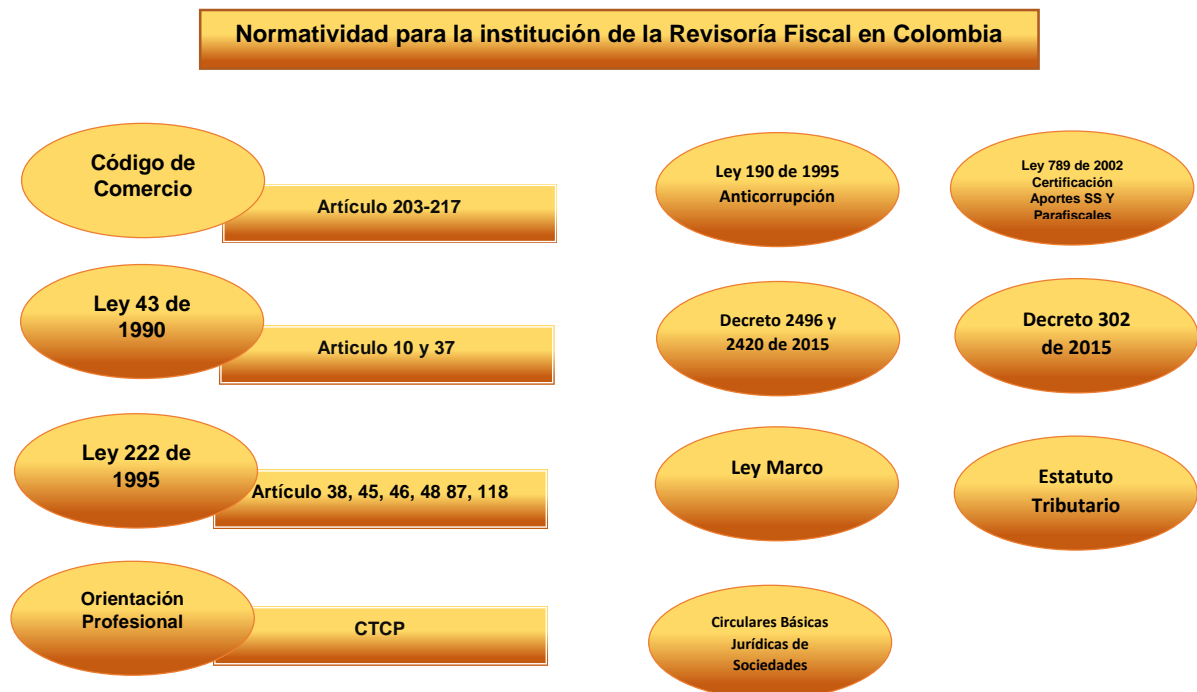 Normatividad para la institución de la Revisoría Fiscal en Colombia
Código de
Comercio
Artículo 203-217
Ley 43 de
1990
Articulo 10 y 37
Ley 222 de
1995
Artículo 38, 45, 46, 48 87, 118
Orientación
Profesional
CTCP
Ley 190 de 1995
Anticorrupción
Ley 789 de 2002
Certificación
Aportes SS Y
Parafiscales
Decreto 2496 y
2420 de 2015
Decreto 302
de 2015
Ley Marco
Estatuto
Tributario
Circulares Básicas
Jurídicas de
Sociedades